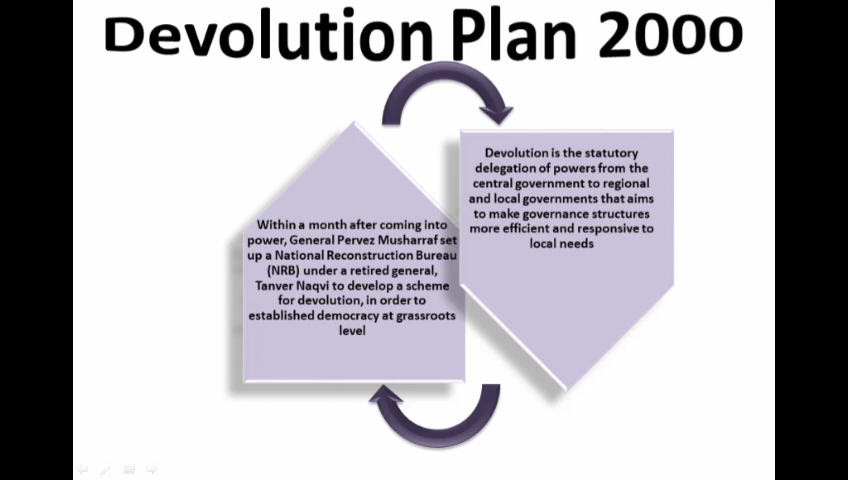 Devolution Plan 2000
Within a month after coming into
power, General Pervez Musharraf set
up a National Reconstruction Bureau
(NRB) under a retired general,
Tanver Naqvi to develop a scheme
for devolution, in order to
established democracy at grassroots
level
Devolution is the statutory
delegation of powers from the
central government to regional
and local governments that aims
to make governance structures
more efficient and responsive to
local needs